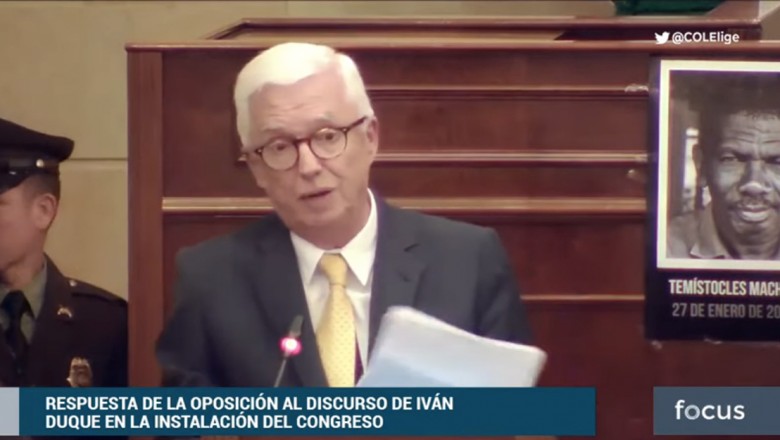 @COLElige
TEMÍSTOCLES MACH
27 DE ENERO DE 20
RESPUESTA DE LA OPOSICIÓN AL DISCURSO DE IVÁN
DUQUE EN LA INSTALACIÓN DEL CONGRESO
focus